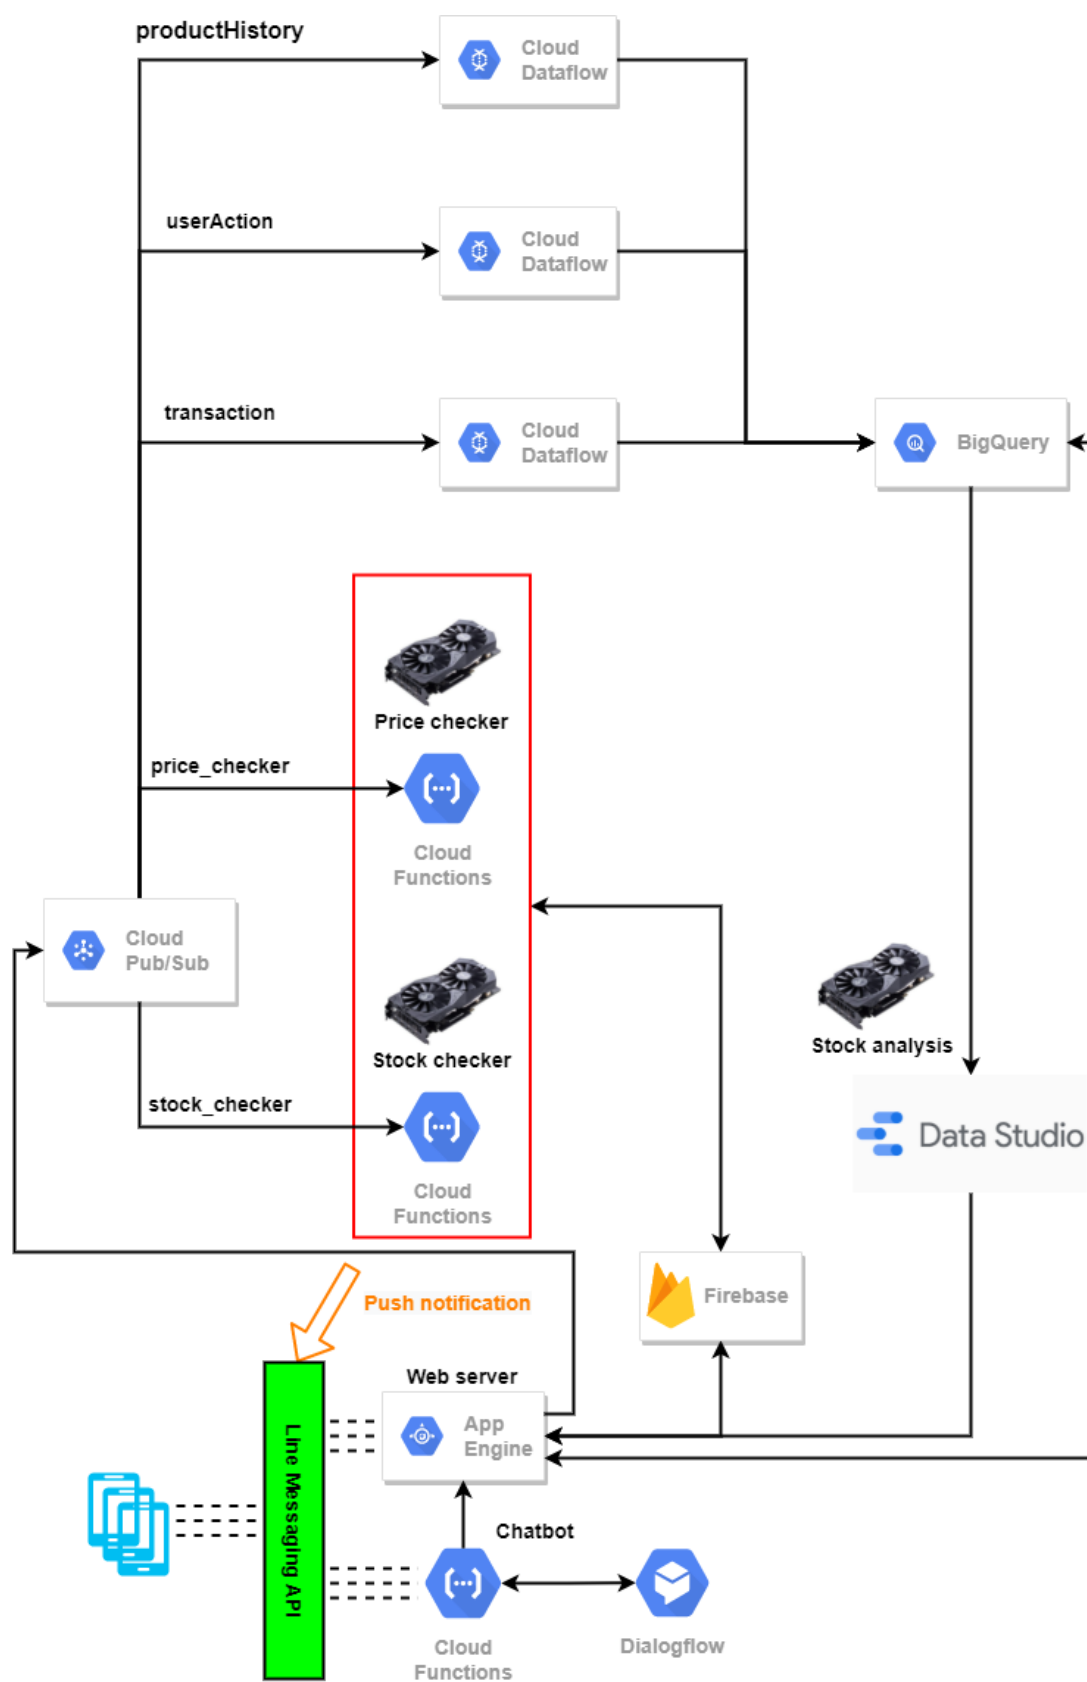 productHistory
Cloud
Dataflow
userAction
Cloud
Dataflow
transaction
Cloud
Dataflow
BigQuery
Price checker
price_checker
Cloud
Functions
Cloud
Pub/Sub
Stock checker
stock_checker
Cloud
Functions
Stock analysis
Data Studio
Firebase
Push notification
Web server
App
Engine
Line Messaging API
Chatbot
Cloud
Functions
Dialogflow